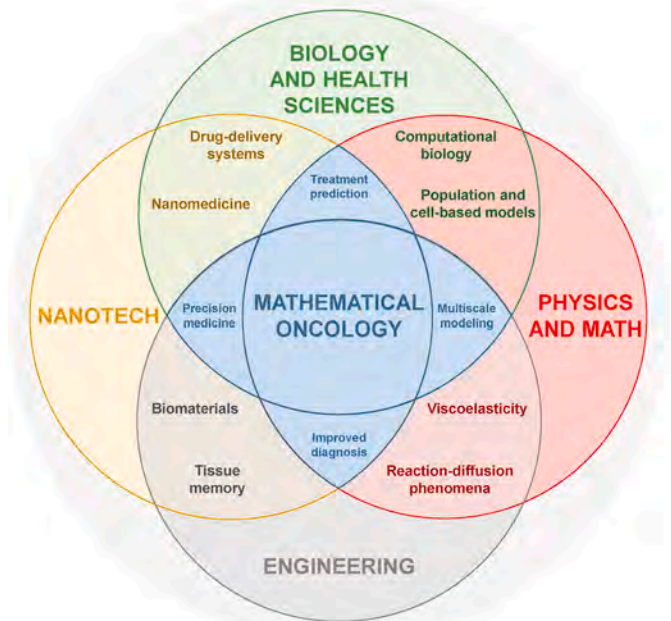 BIOLOGY
AND HEALTH
SCIENCES
Drug-delivery
systems
Computational
biology
Treatment
prediction
Nanomedicine
Population and
cell-based models
NANOTECH
Precision
medicine
MATHEMATICAL
ONCOLOGY
Multiscale
modeling
PHYSICS
AND MATH
Biomaterials
Viscoelasticity
Improved
diagnosis
Tissue
memory
Reaction-diffusion
phenomena
ENGINEERING